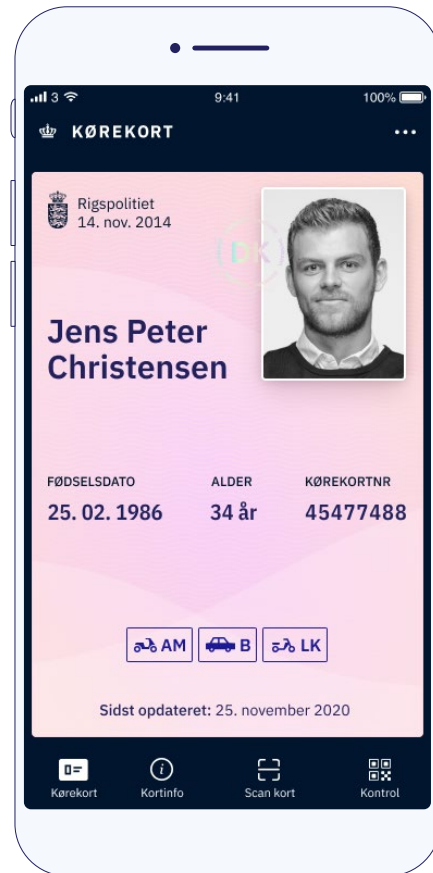 3
9:41
100%
KØREKORT
Rigspolitiet
14. nov. 2014
DK
Jens Peter
Christensen
FØDSELSDATO ALDER KØREKORTNR
25. 02. 1986 34 år 45477488
AM B LK
Sidst opdateret: 25. november 2020
Kørekort Kortinfo Scan kort Kontrol